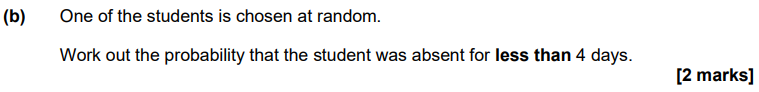 (b) One of the students is chosen at random.
Work out the probability that the student was absent for less than 4 days.
[2 marks]